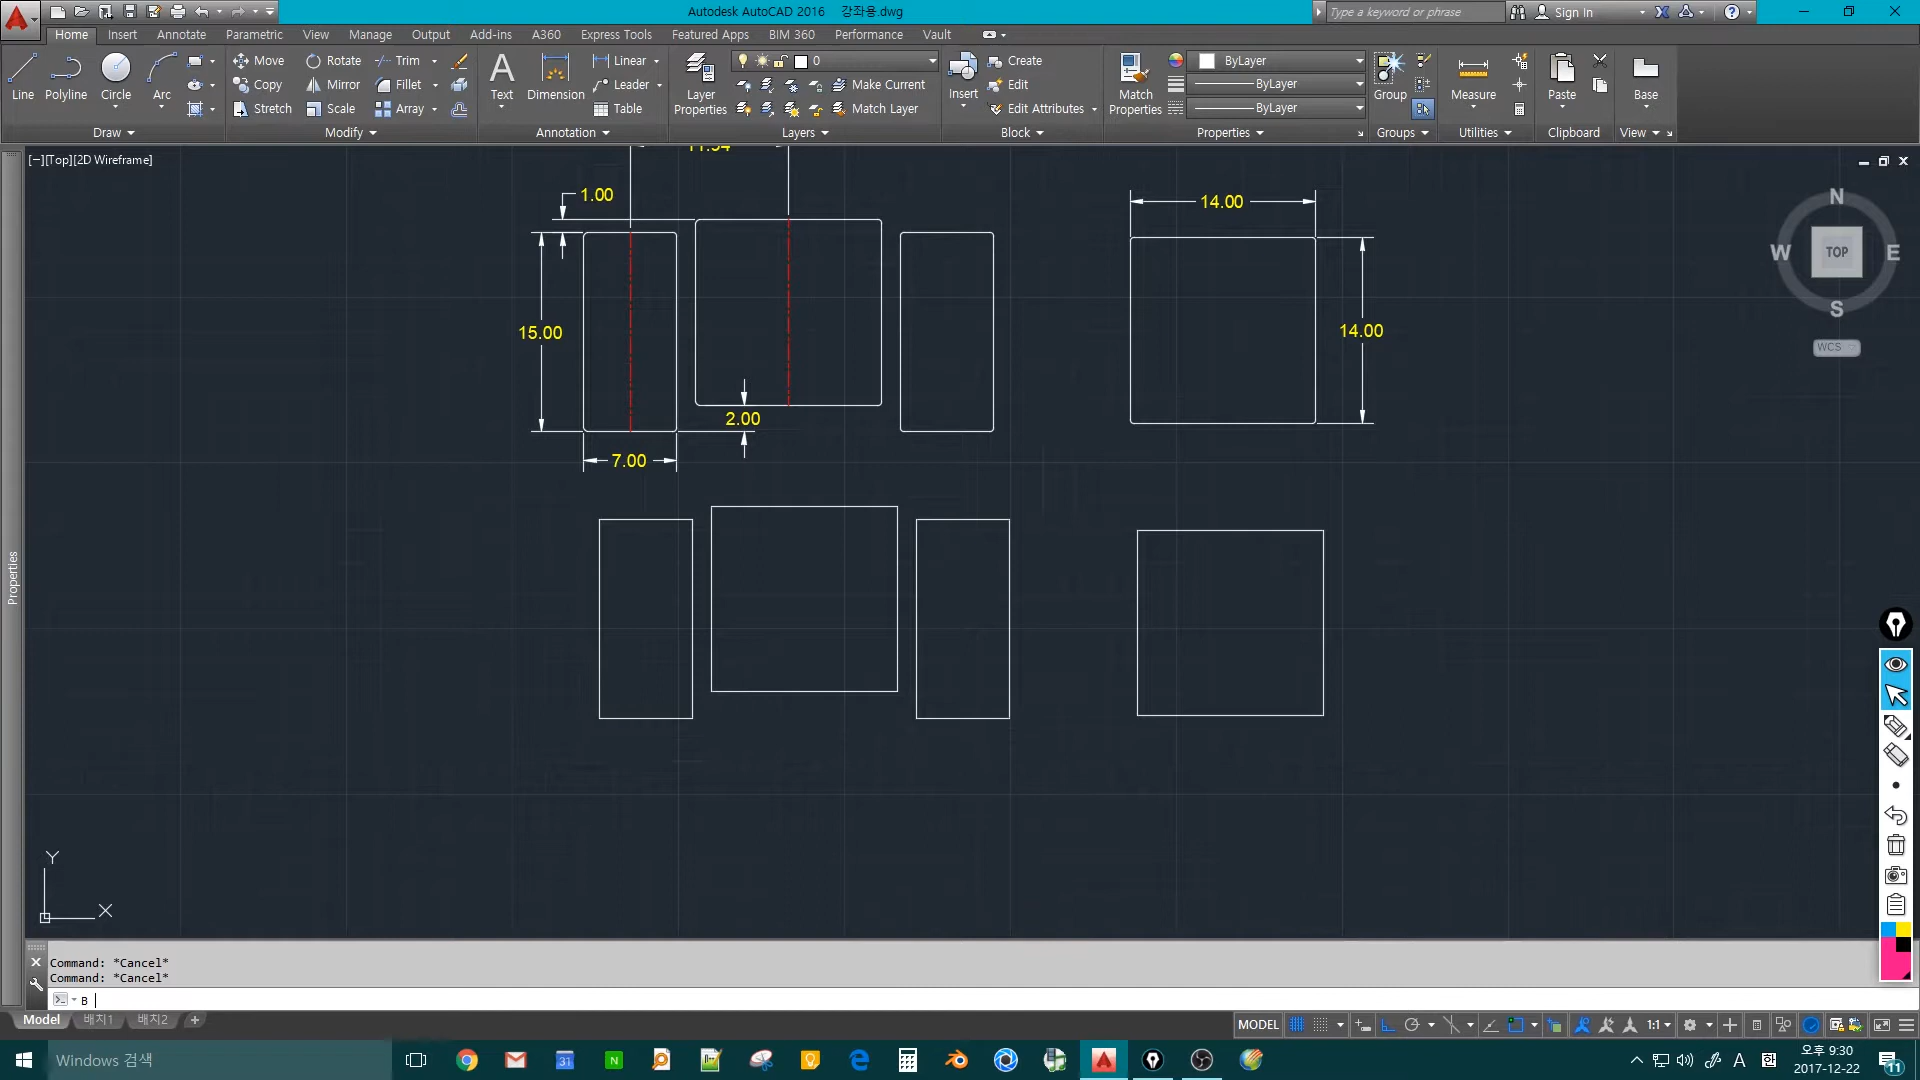 Autodesk AutoCAD 2016 강좌용.dwg
Type a keyword or phrase
Sign In
Home Insert Annotate Parametric View Manage Output Add-ins A360 Express Tools Featured Apps BIM 360 Performance Vault
Line Polyline Circle Arc
Draw
Move Rotate Trim
Copy Mirror Fillet
Stretch Scale Array
Modify
Text Dimension
Linear
Leader
Table
Annotation
Layer Properties
0
Make Current
Match Layer
Layers
Insert
Create
Edit
Edit Attributes
Block
Match Properties
ByLayer
ByLayer
ByLayer
Properties
Group
Groups
Measure
Utilities
Paste
Clipboard
Base
View
[−][Top][2D Wireframe]
1.00
14.00
15.00
14.00
2.00
7.00
N
W TOP E
S
WCS
Properties
Y
X
Command: *Cancel*
Command: *Cancel*
B
Model 배치1 배치2
MODEL 1:1
Windows 검색
31
N
A
오후 9:30
2017-12-22
11